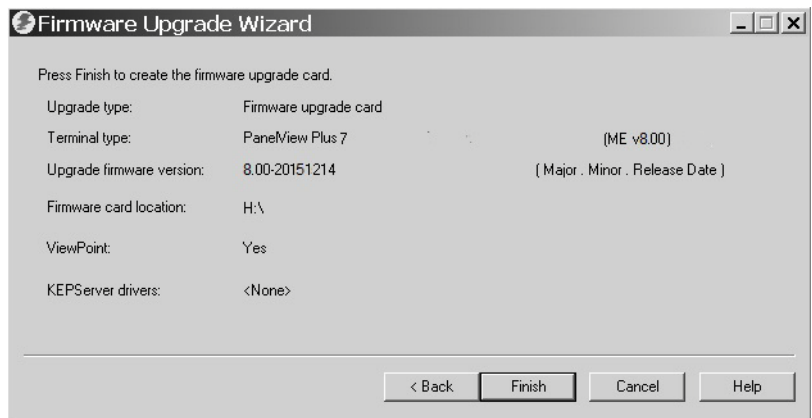 Firmware Upgrade Wizard
Press Finish to create the firmware upgrade card.
Upgrade type: Firmware upgrade card
Terminal type: PanelView Plus 7 (ME v8.00)
Upgrade firmware version: 8.00-20151214 ( Major . Minor . Release Date )
Firmware card location: H:\
ViewPoint: Yes
KEPServer drivers: <None>
< Back Finish Cancel Help